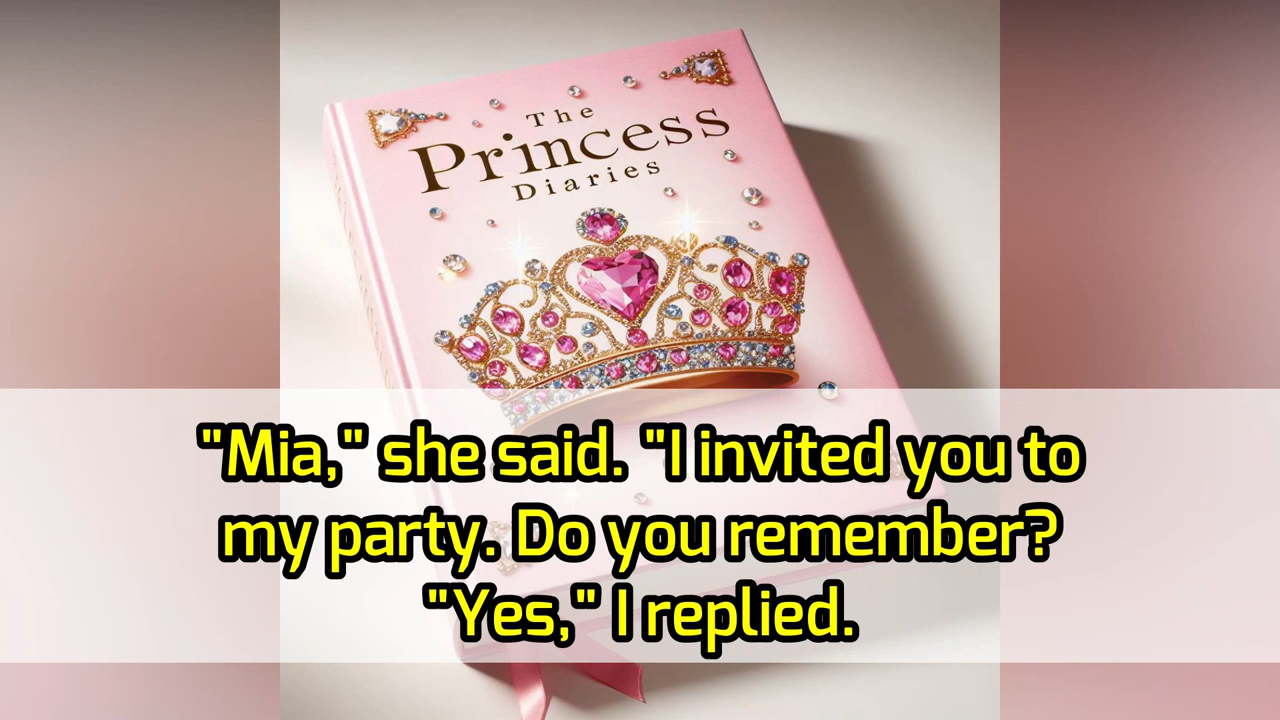 The
Princess
Diaries
"Mia," she said. "I invited you to
my party. Do you remember?
"Yes," I replied.